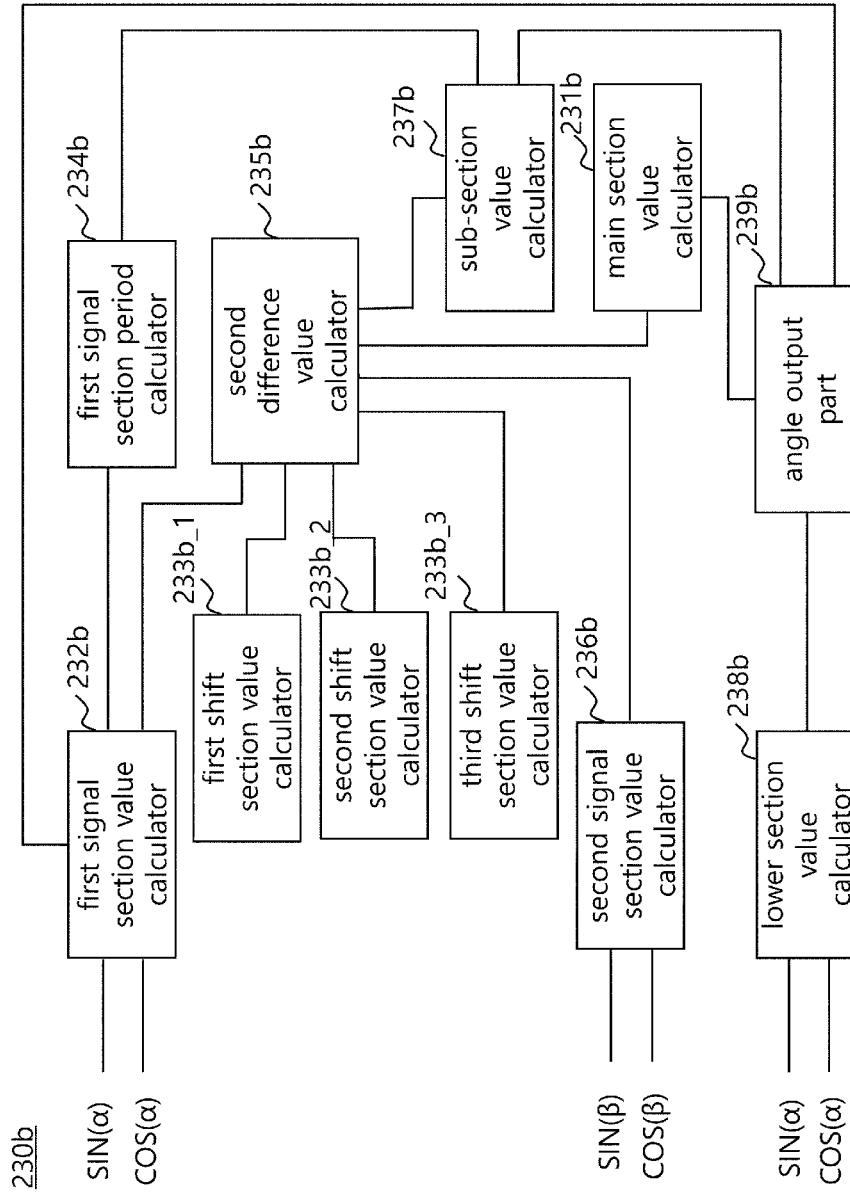 230b
SIN(α)
COS(α)
232b
first signal
section value
calculator
234b
first signal
section period
calculator
233b_1
first shift
section value
calculator
233b_2
second shift
section value
calculator
233b_3
third shift
section value
calculator
235b
second
difference
value
calculator
237b
sub-section
value
calculator
231b
main section
value
calculator
SIN(β)
COS(β)
236b
second signal
section value
calculator
239b
angle output
part
SIN(α)
COS(α)
238b
lower section
value
calculator